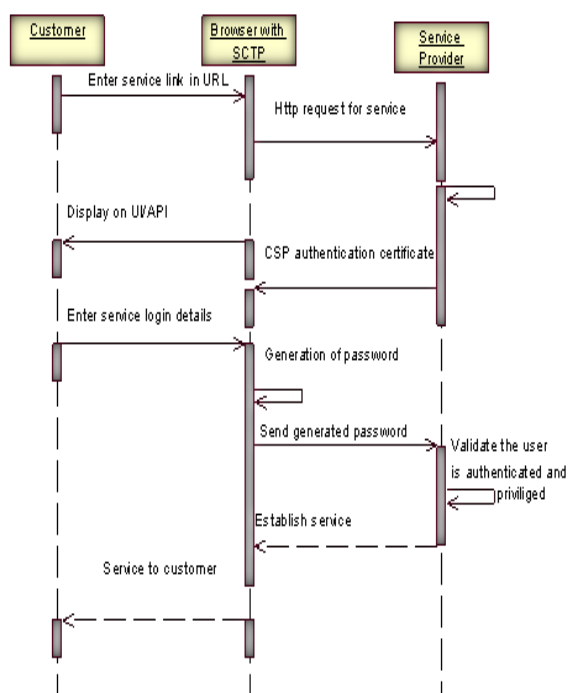 Customer
Browser with
SCTP
Service
Provider
Enter service link in URL
Http request for service
Display on UI/API
CSP authentication certificate
Enter service login details
Generation of password
Send generated password
Validate the user
is authenticated and
priviliged
Establish service
Service to customer